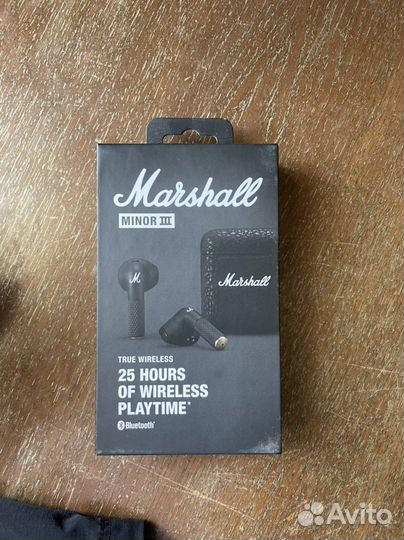 Marshall
MINOR III
M
Marshall
TRUE WIRELESS
25 HOURS
OF WIRELESS
PLAYTIME*
Bluetooth®
Avito